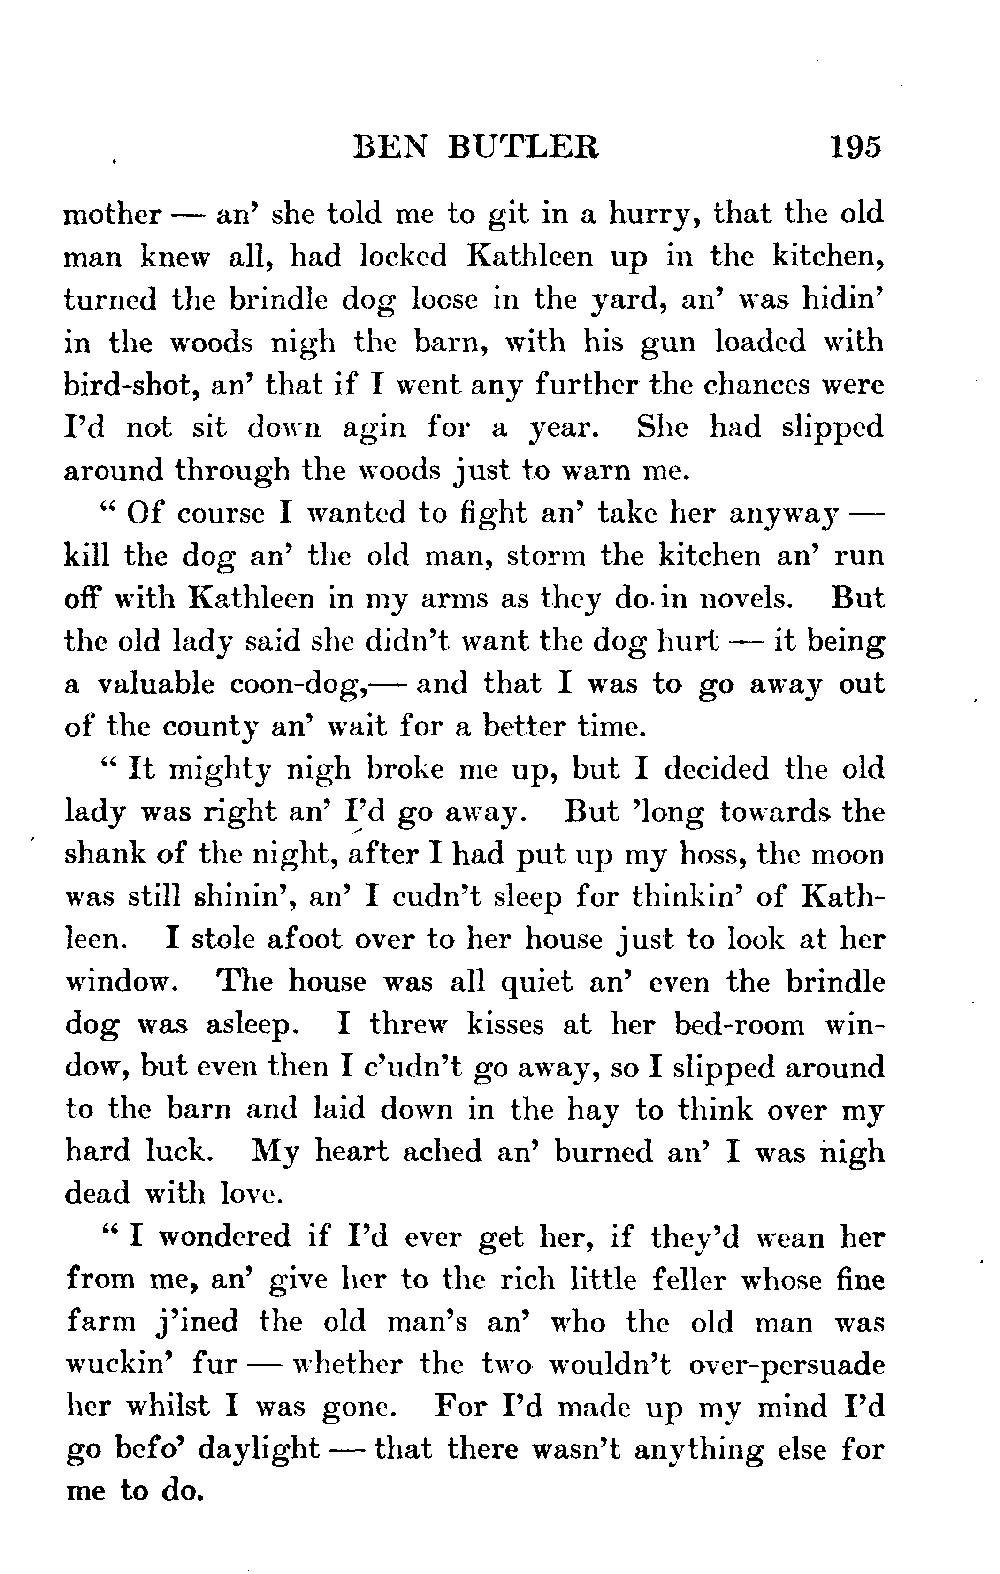 BEN BUTLER 195
mother — an' she told me to git in a hurry, that the old
man knew all, had locked Kathleen up in the kitchen,
turned the brindle dog loose in the yard, an' was hidin'
in the woods nigh the barn, with his gun loaded with
bird-shot, an' that if I went any further the chances were
I'd not sit down agin for a year. She had slipped
around through the woods just to warn me.
" Of course I wanted to fight an' take her anyway —
kill the dog an' the old man, storm the kitchen an' run
off with Kathleen in my arms as they do in novels. But
the old lady said she didn't want the dog hurt — it being
a valuable coon-dog,— and that I was to go away out
of the county an' wait for a better time.
" It mighty nigh broke me up, but I decided the old
lady was right an' I'd go away. But 'long towards the
shank of the night, after I had put up my hoss, the moon
was still shinin', an' I cudn't sleep for thinkin' of Kath-
leen. I stole afoot over to her house just to look at her
window. The house was all quiet an' even the brindle
dog was asleep. I threw kisses at her bed-room win-
dow, but even then I c'udn't go away, so I slipped around
to the barn and laid down in the hay to think over my
hard luck. My heart ached an' burned an' I was nigh
dead with love.
" I wondered if I'd ever get her, if they'd wean her
from me, an' give her to the rich little feller whose fine
farm j'ined the old man's an' who the old man was
wuckin' fur — whether the two wouldn't over-persuade
her whilst I was gone. For I'd made up my mind I'd
go befo' daylight — that there wasn't anything else for
me to do.